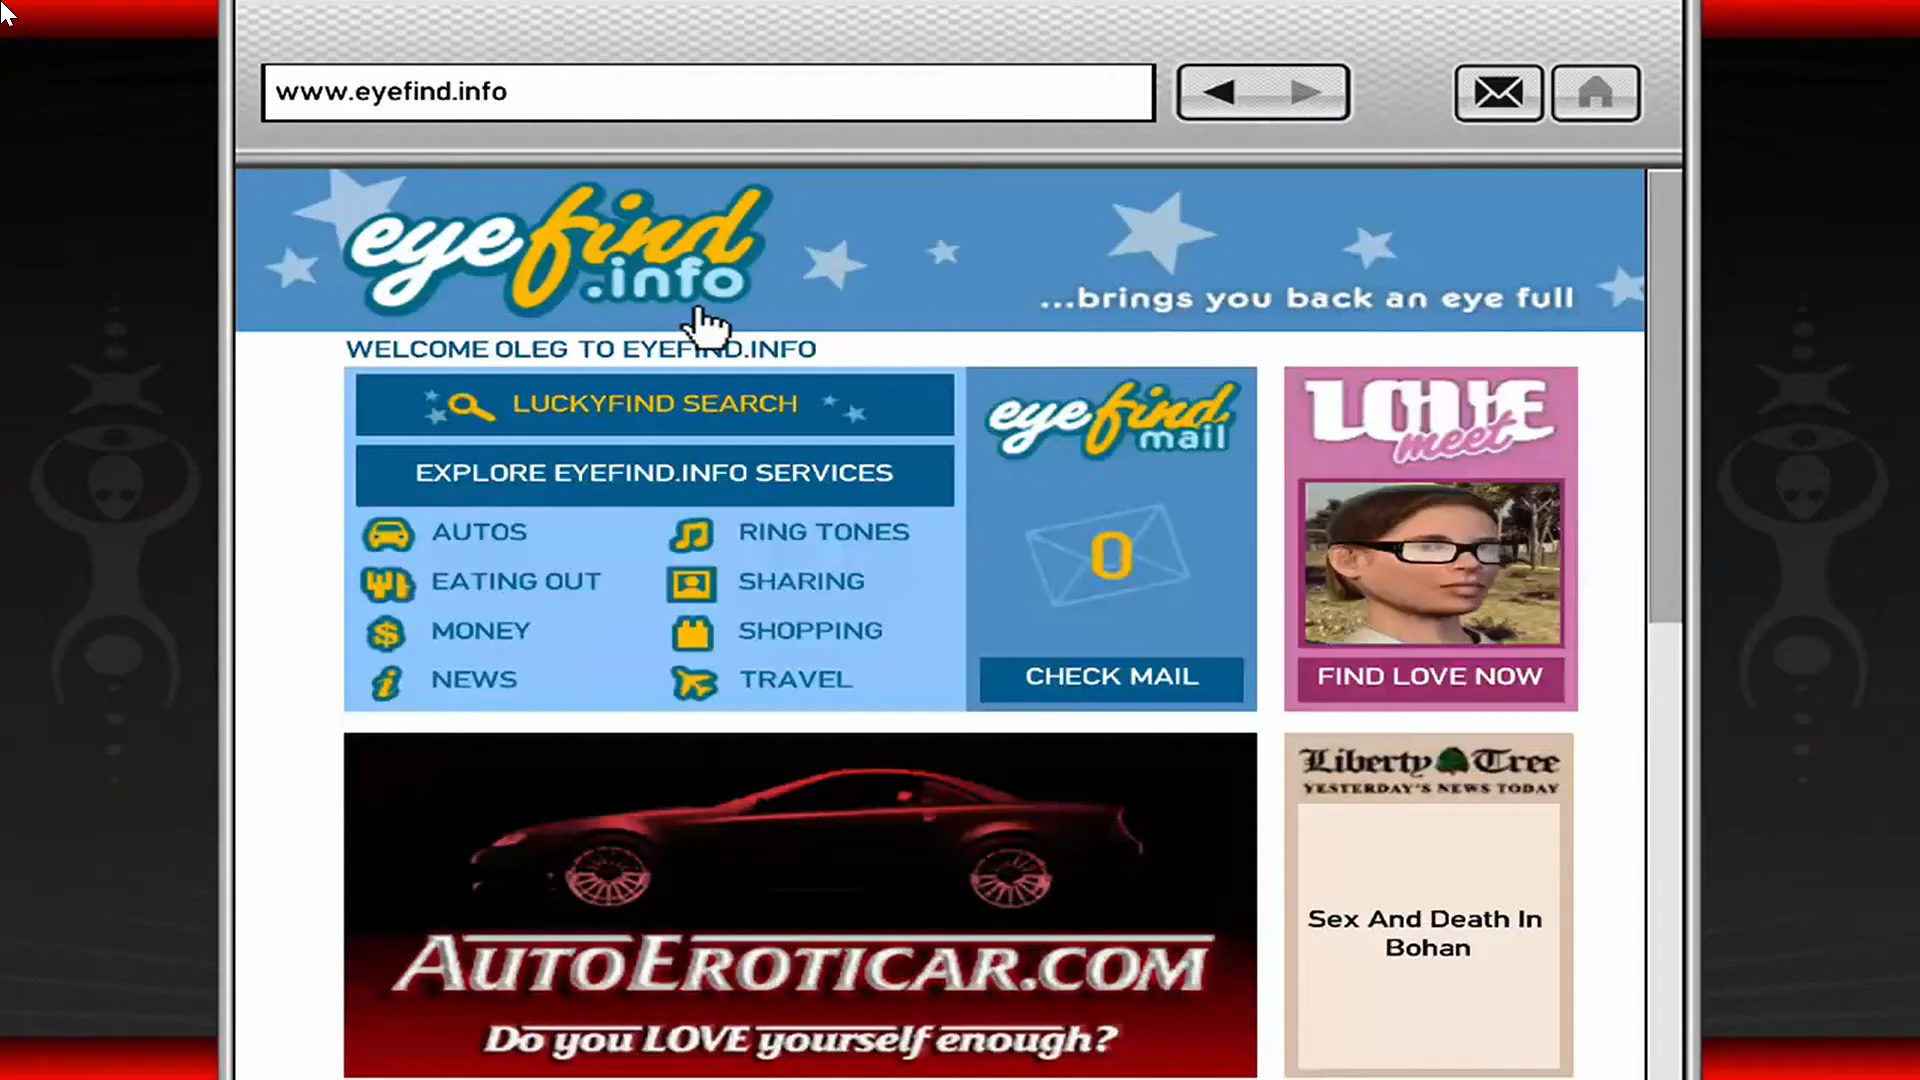 www.eyefind.info
eyefind
.info
...brings you back an eye full
WELCOME OLEG TO EYEFIND.INFO
LUCKYFIND SEARCH
EXPLORE EYEFIND.INFO SERVICES
AUTOS
RING TONES
EATING OUT
SHARING
MONEY
SHOPPING
NEWS
TRAVEL
eyefind
mail
0
CHECK MAIL
LOVE
meet
FIND LOVE NOW
AUTOEROTICAR.COM
Do you LOVE yourself enough?
Liberty Tree
YESTERDAY'S NEWS TODAY
Sex And Death In
Bohan